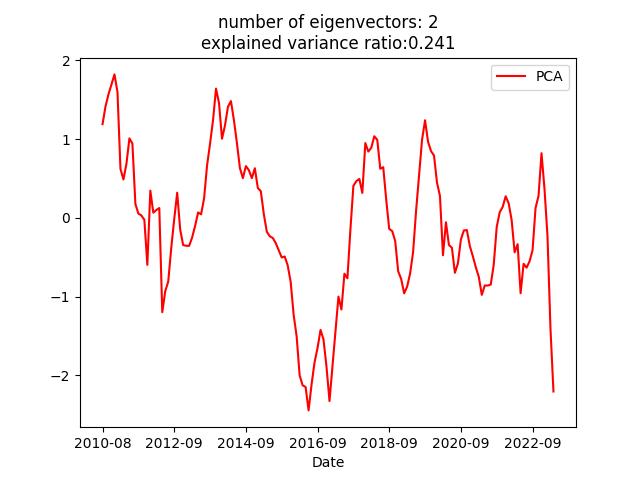 number of eigenvectors: 2
explained variance ratio:0.241
PCA
2
1
0
−1
−2
2010-08 2012-09 2014-09 2016-09 2018-09 2020-09 2022-09
Date